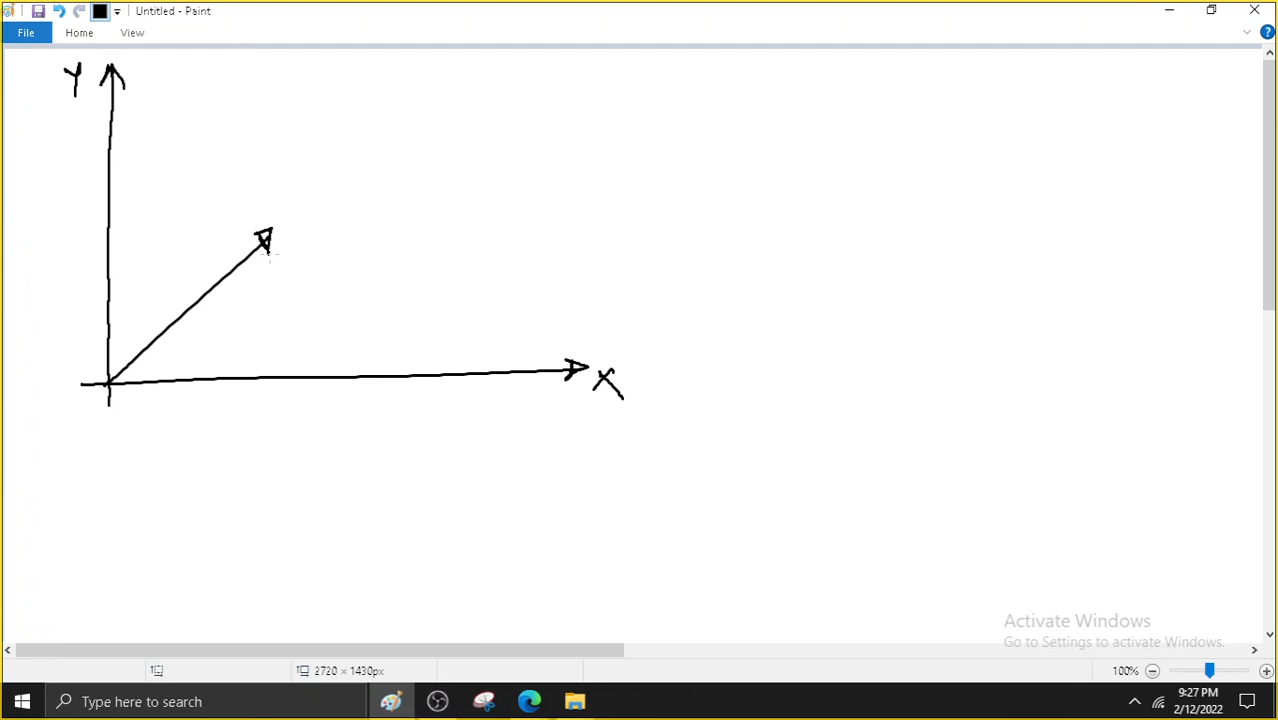 Untitled - Paint
File Home View
Y
X
Activate Windows
Go to Settings to activate Windows.
2720 × 1430px
100%
Type here to search
9:27 PM
2/12/2022